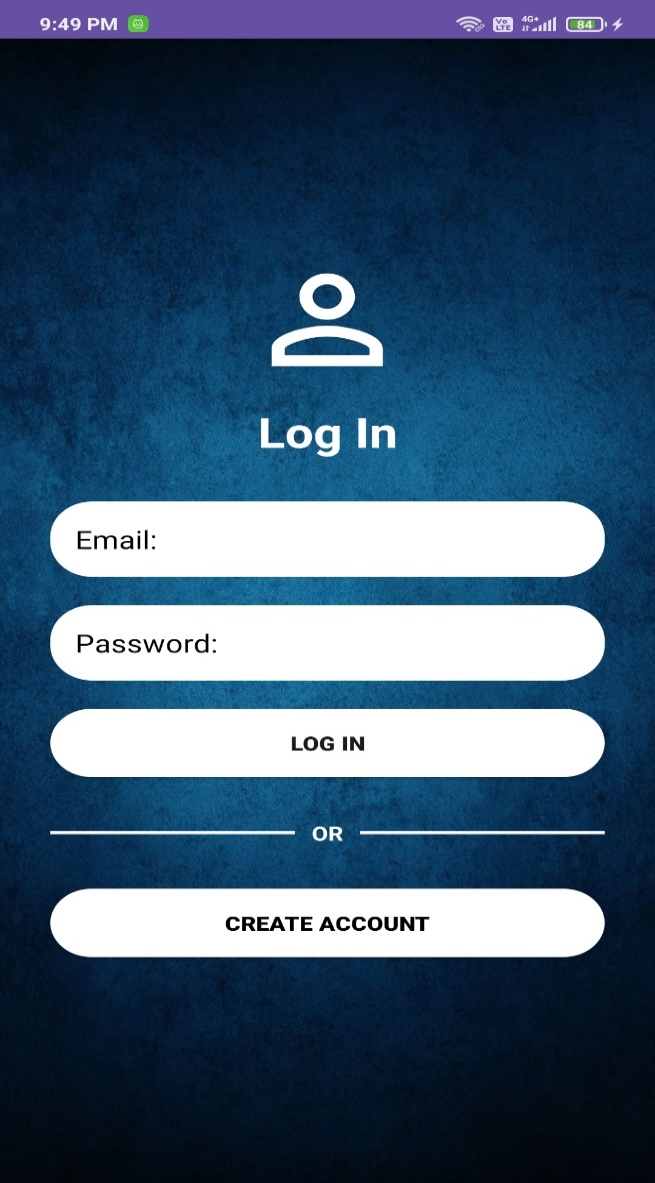 9:49 PM Vo LTE 4G+ 84
Log In
Email:
Password:
LOG IN
OR
CREATE ACCOUNT